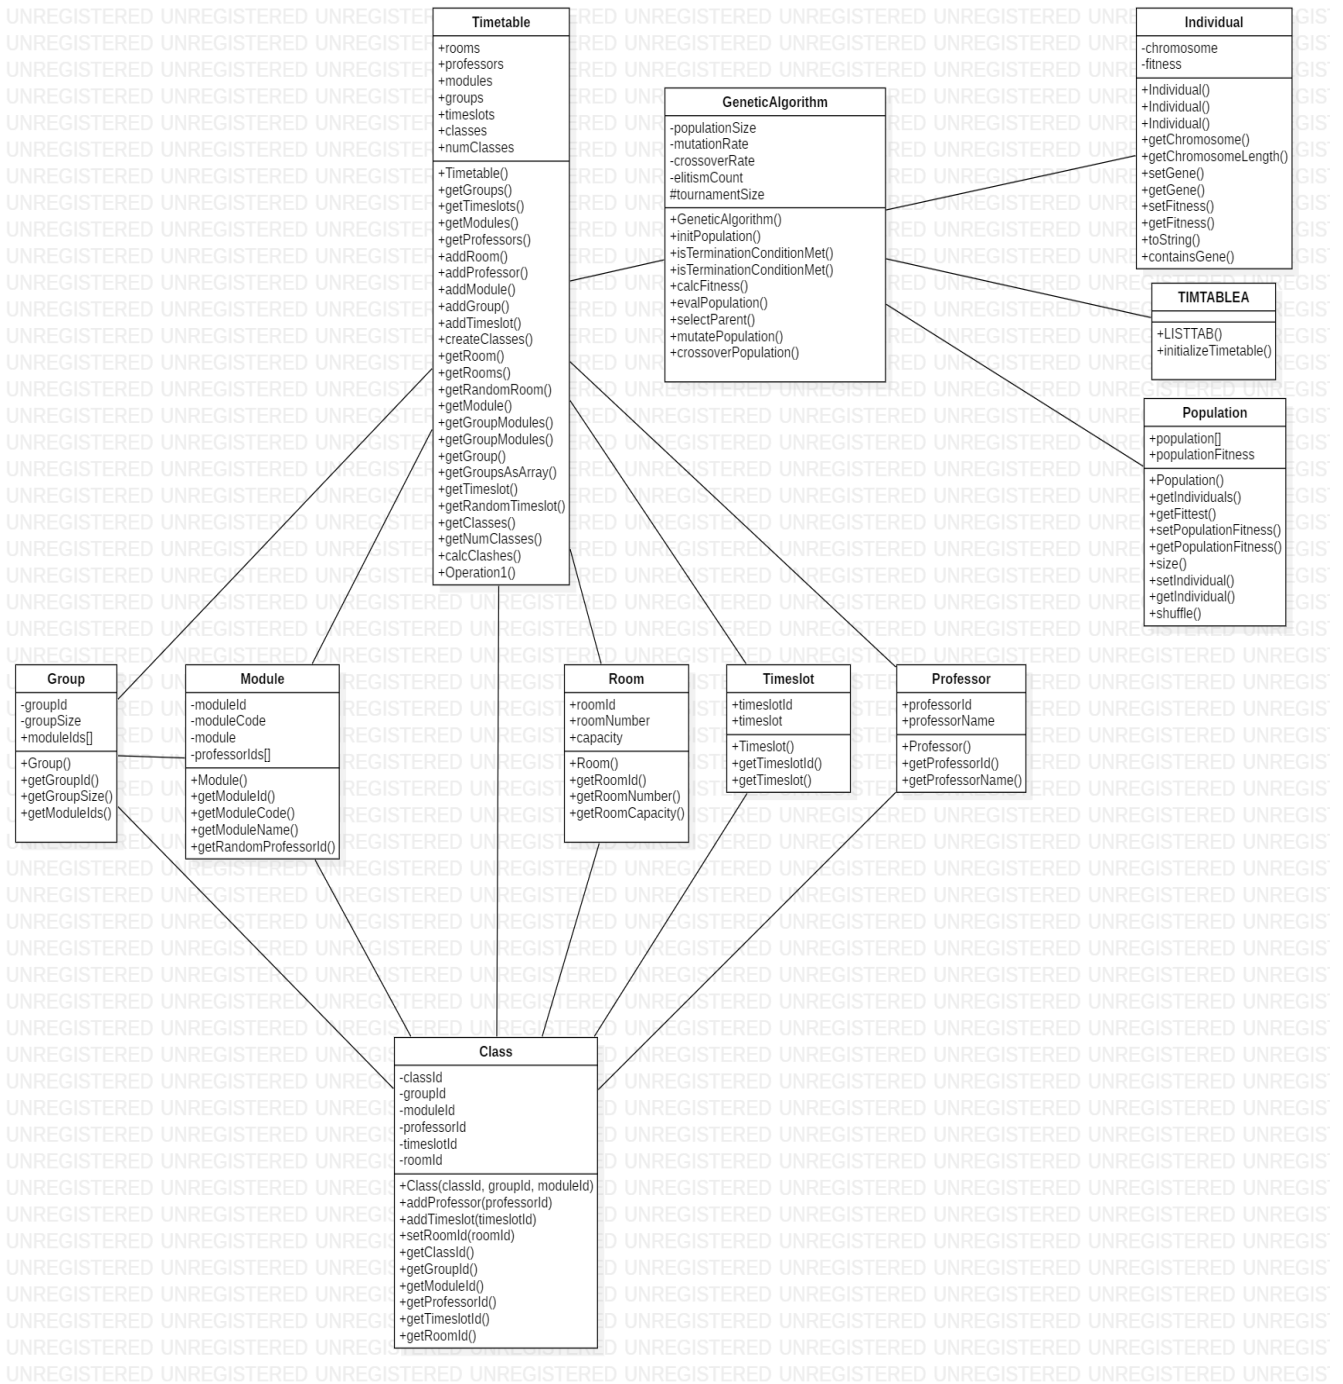 Timetable
+rooms
+professors
+modules
+groups
+timeslots
+classes
+numClasses
+Timetable()
+getGroups()
+getTimeslots()
+getModules()
+getProfessors()
+addRoom()
+addProfessor()
+addModule()
+addGroup()
+addTimeslot()
+createClasses()
+getRoom()
+getRooms()
+getRandomRoom()
+getModule()
+getGroupModules()
+getGroupModules()
+getGroup()
+getGroupsAsArray()
+getTimeslot()
+getRandomTimeslot()
+getClasses()
+getNumClasses()
+calcClashes()
+Operation1()
GeneticAlgorithm
-populationSize
-mutationRate
-crossoverRate
-elitismCount
#tournamentSize
+GeneticAlgorithm()
+initPopulation()
+isTerminationConditionMet()
+isTerminationConditionMet()
+calcFitness()
+evalPopulation()
+selectParent()
+mutatePopulation()
+crossoverPopulation()
Individual
-chromosome
-fitness
+Individual()
+Individual()
+Individual()
+getChromosome()
+getChromosomeLength()
+setGene()
+getGene()
+setFitness()
+getFitness()
+toString()
+containsGene()
TIMTABLEA
+LISTTAB()
+initializeTimetable()
Population
+population[]
+populationFitness
+Population()
+getIndividuals()
+getFittest()
+setPopulationFitness()
+getPopulationFitness()
+size()
+setIndividual()
+getIndividual()
+shuffle()
Group
-groupId
-groupSize
+moduleIds[]
+Group()
+getGroupId()
+getGroupSize()
+getModuleIds()
Module
-moduleId
-moduleCode
-module
-professorIds[]
+Module()
+getModuleId()
+getModuleCode()
+getModuleName()
+getRandomProfessorId()
Room
+roomId
+roomNumber
+capacity
+Room()
+getRoomId()
+getRoomNumber()
+getRoomCapacity()
Timeslot
+timeslotId
+timeslot
+Timeslot()
+getTimeslotId()
+getTimeslot()
Professor
+professorId
+professorName
+Professor()
+getProfessorId()
+getProfessorName()
Class
-classId
-groupId
-moduleId
-professorId
-timeslotId
-roomId
+Class(classId, groupId, moduleId)
+addProfessor(professorId)
+addTimeslot(timeslotId)
+setRoomId(roomId)
+getClassId()
+getGroupId()
+getModuleId()
+getProfessorId()
+getTimeslotId()
+getRoomId()
UNREGISTERED